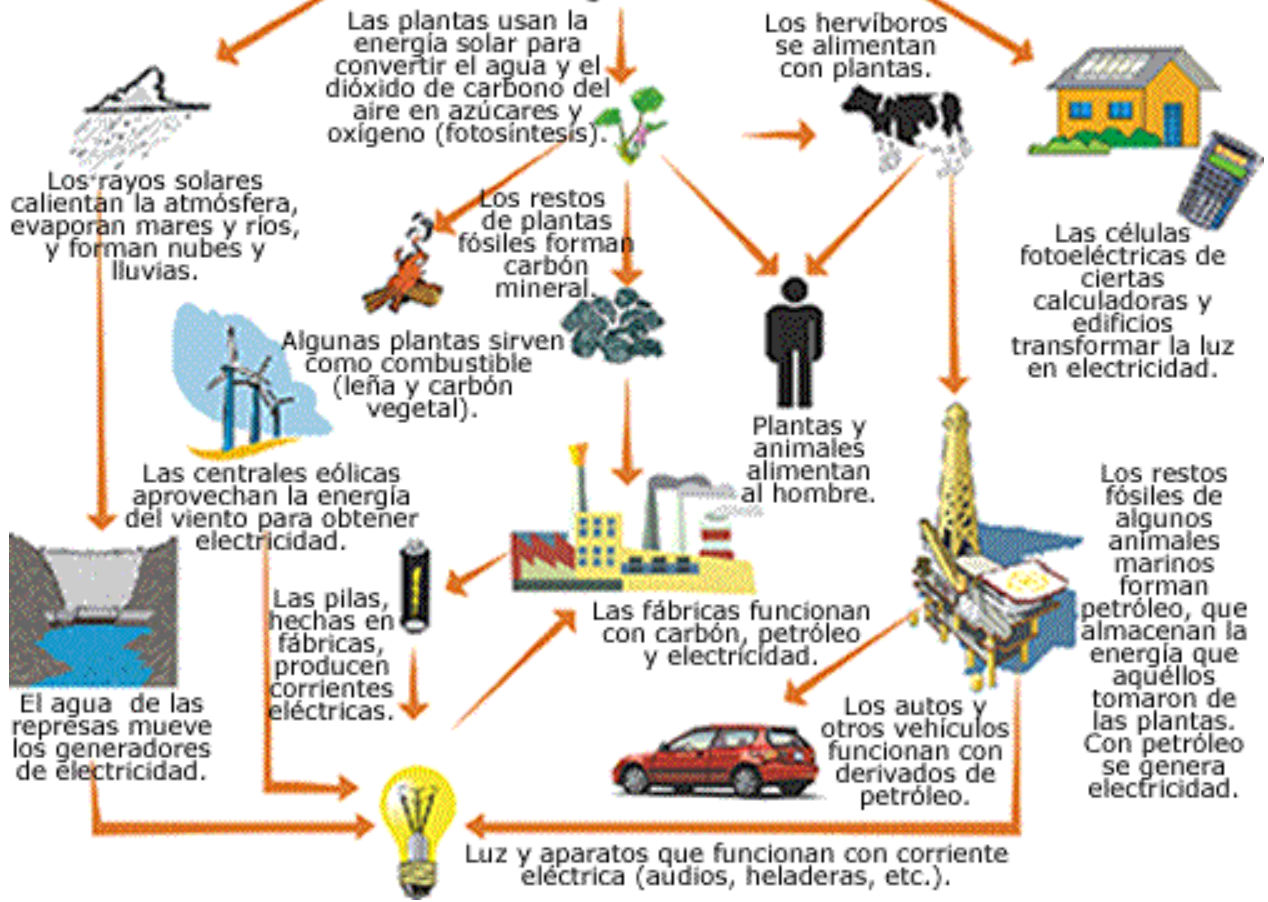 Las plantas usan la
energía solar para
convertir el agua y el
dióxido de carbono del
aire en azúcares y
oxígeno (fotosíntesis).
Los hervíboros
se alimentan
con plantas.
Los rayos solares
calientan la atmósfera,
evaporan mares y ríos,
y forman nubes y
lluvias.
Los restos
de plantas
fósiles forman
carbón
mineral.
Las células
fotoeléctricas de
ciertas
calculadoras y
edificios
transformar la luz
en electricidad.
Algunas plantas sirven
como combustible
(leña y carbón
vegetal).
Plantas y
animales
alimentan
al hombre.
Las centrales eólicas
aprovechan la energía
del viento para obtener
electricidad.
Los restos
fósiles de
algunos
animales
marinos
forman
petróleo, que
almacenan la
energía que
aquéllos
tomaron de
las plantas.
Con petróleo
se genera
electricidad.
Las pilas,
hechas en
fábricas,
producen
corrientes
eléctricas.
Las fábricas funcionan
con carbón, petróleo
y electricidad.
El agua de las
represas mueve
los generadores
de electricidad.
Los autos y
otros vehículos
funcionan con
derivados de
petróleo.
Luz y aparatos que funcionan con corriente
eléctrica (audios, heladeras, etc.).